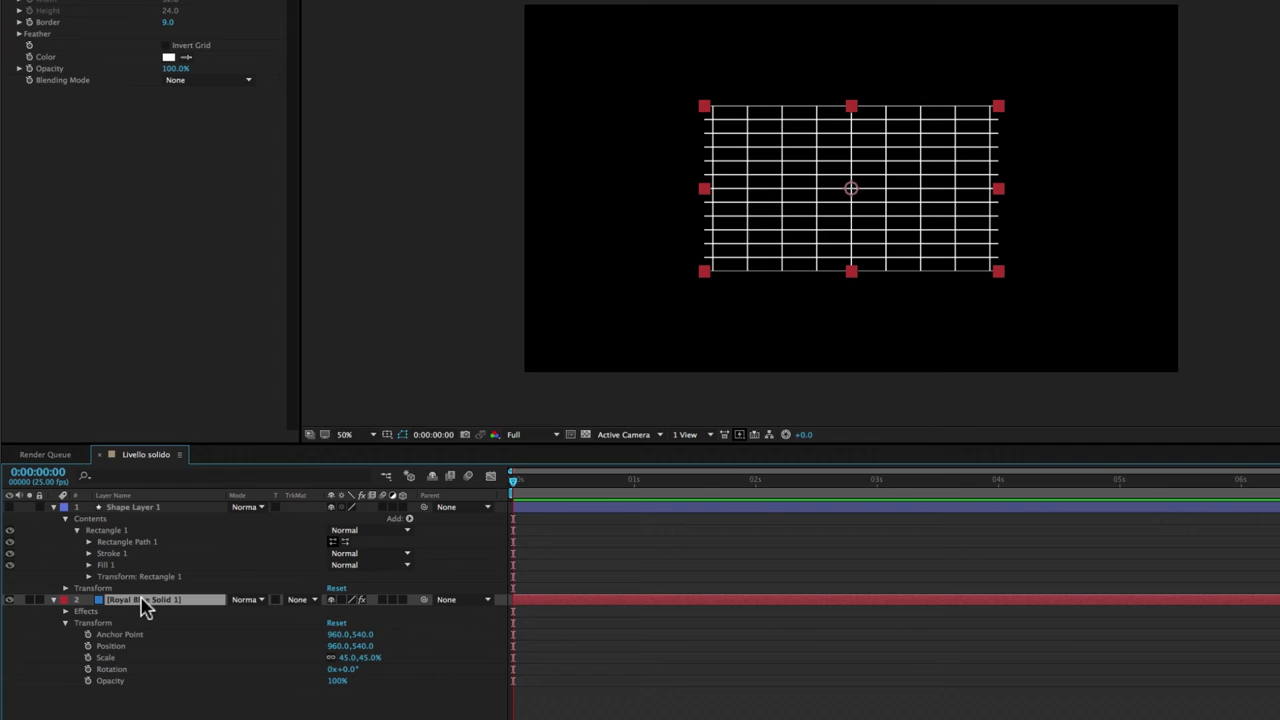 Height 24.0
Border 9.0
Feather
Invert Grid
Color
Opacity 100.0%
Blending Mode None
50% 0:00:00:00 Full Active Camera 1 View +0.0
Render Queue × Livello solido
0:00:00:00
00000 (25.00 fps)
# Layer Name Mode T TrkMat Parent
1 Shape Layer 1 Norma None
Contents Add:
Rectangle 1 Normal
Rectangle Path 1
Stroke 1 Normal
Fill 1 Normal
Transform: Rectangle 1
Transform Reset
2 [Royal Blue Solid 1] Norma None None
Effects
Transform Reset
Anchor Point 960.0,540.0
Position 960.0,540.0
Scale 45.0,45.0%
Rotation 0x+0.0°
Opacity 100%
0s 01s 02s 03s 04s 05s 06s